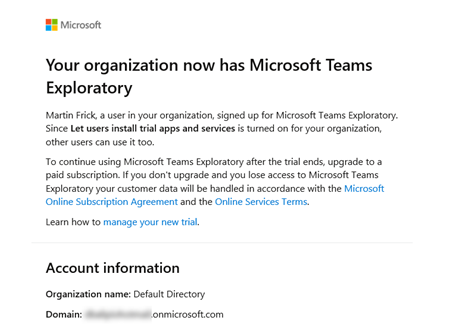 Microsoft
Your organization now has Microsoft Teams
Exploratory
Martin Frick, a user in your organization, signed up for Microsoft Teams Exploratory.
Since Let users install trial apps and services is turned on for your organization,
other users can use it too.
To continue using Microsoft Teams Exploratory after the trial ends, upgrade to a
paid subscription. If you don't upgrade and you lose access to Microsoft Teams
Exploratory your customer data will be handled in accordance with the Microsoft
Online Subscription Agreement and the Online Services Terms.
Learn how to manage your new trial.
Account information
Organization name: Default Directory
Domain: .onmicrosoft.com